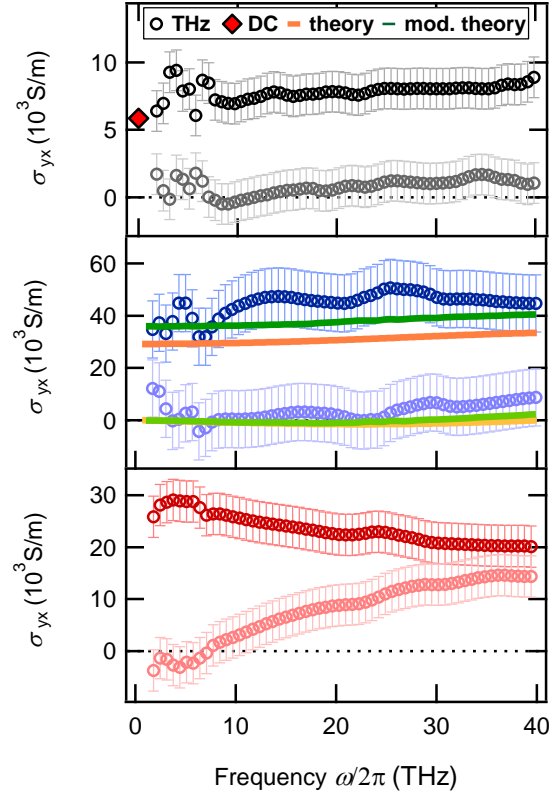 THz DC theory mod. theory
10
5
0
σyx (10³S/m)
60
40
20
0
σyx (10³S/m)
30
20
10
0
σyx (10³S/m)
0 10 20 30 40
Frequency ω/2π (THz)